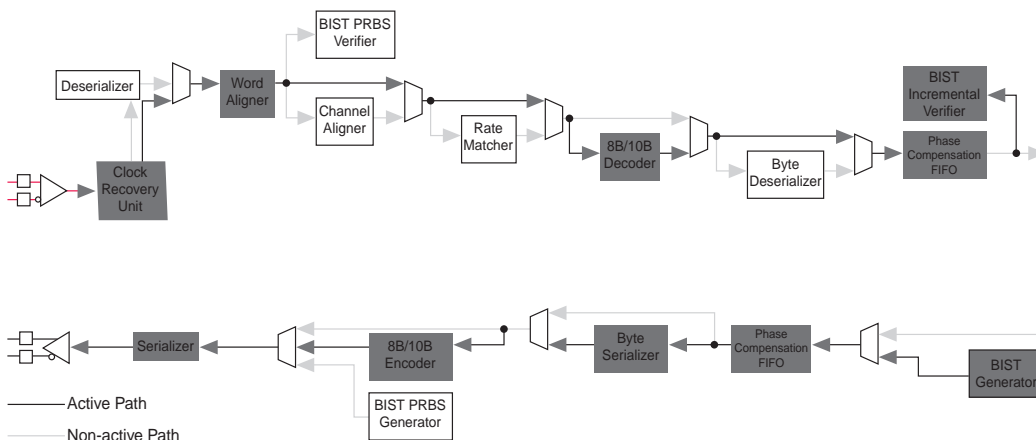 BIST PRBS
Verifier
Deserializer
Word
Aligner
Channel
Aligner
Rate
Matcher
8B/10B
Decoder
Byte
Deserializer
BIST
Incremental
Verifier
Phase
Compensation
FIFO
Clock
Recovery
Unit
Serializer
8B/10B
Encoder
BIST PRBS
Generator
Byte
Serializer
Phase
Compensation
FIFO
BIST
Generator
Active Path
Non-active Path